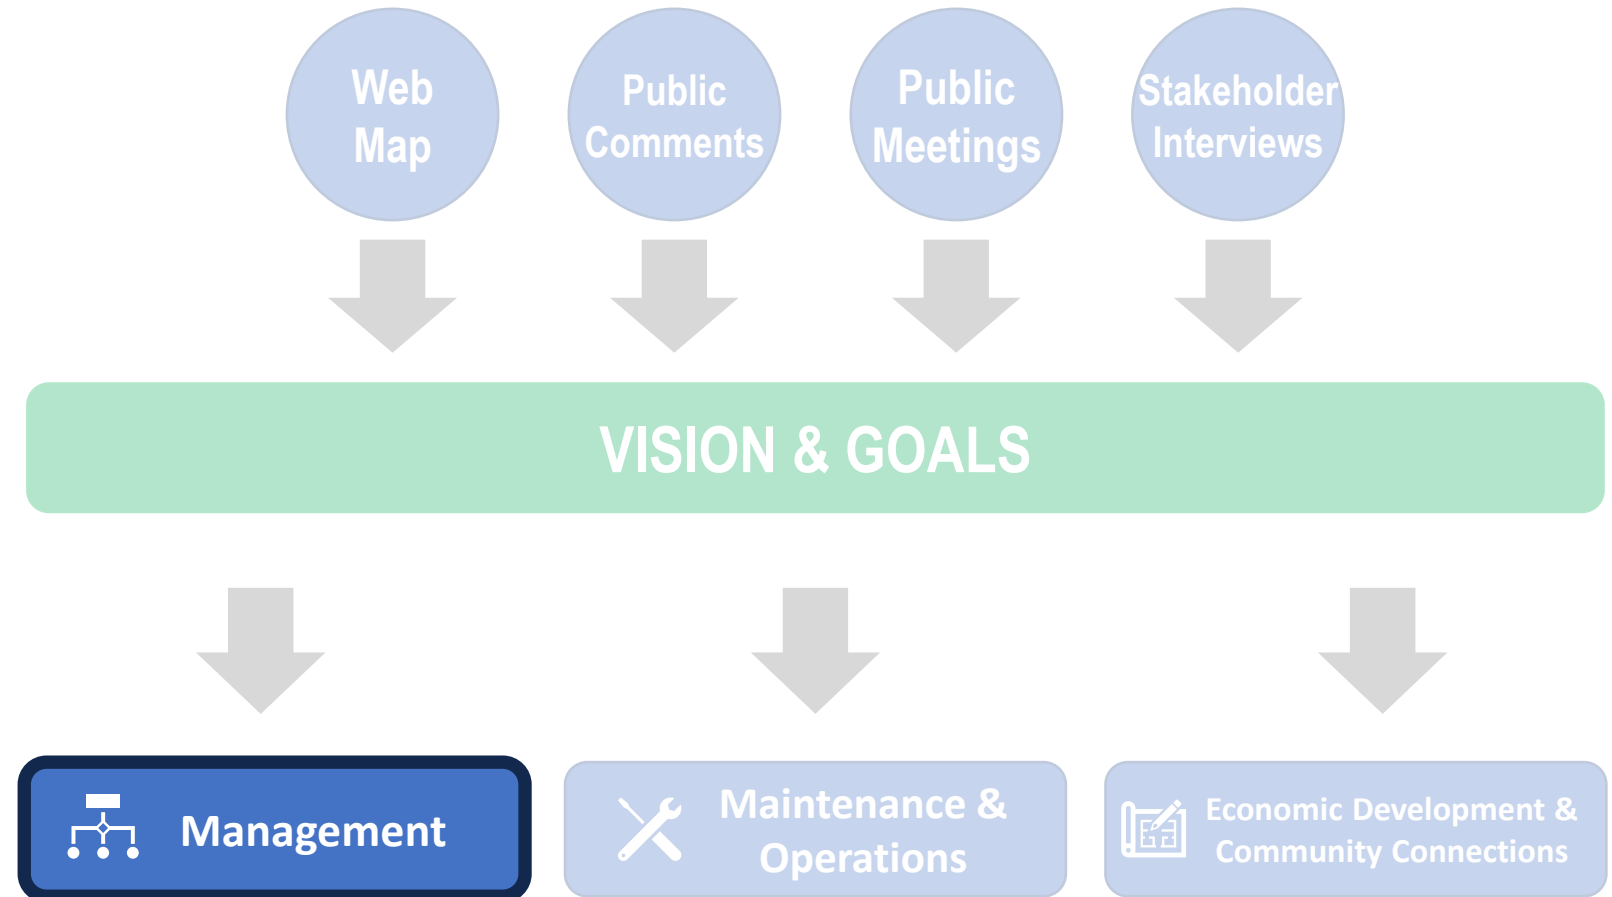 Web
Map
Public
Comments
Public
Meetings
Stakeholder
Interviews
VISION & GOALS
Management
Maintenance &
Operations
Economic Development &
Community Connections